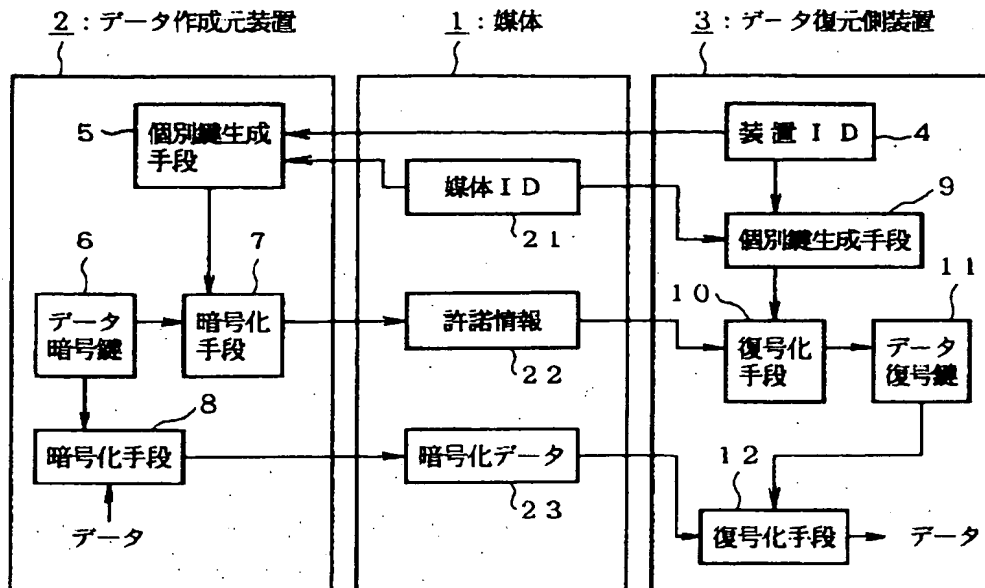 2：データ作成元装置
1：媒体
3：データ復元側装置
5
個別鍵生成
手段
装置ID
4
媒体ID
21
9
個別鍵生成手段
6
7
データ
暗号鍵
暗号化
手段
許諾情報
22
10
復号化
手段
11
データ
復号鍵
8
暗号化手段
データ
暗号化データ
23
12
復号化手段
データ